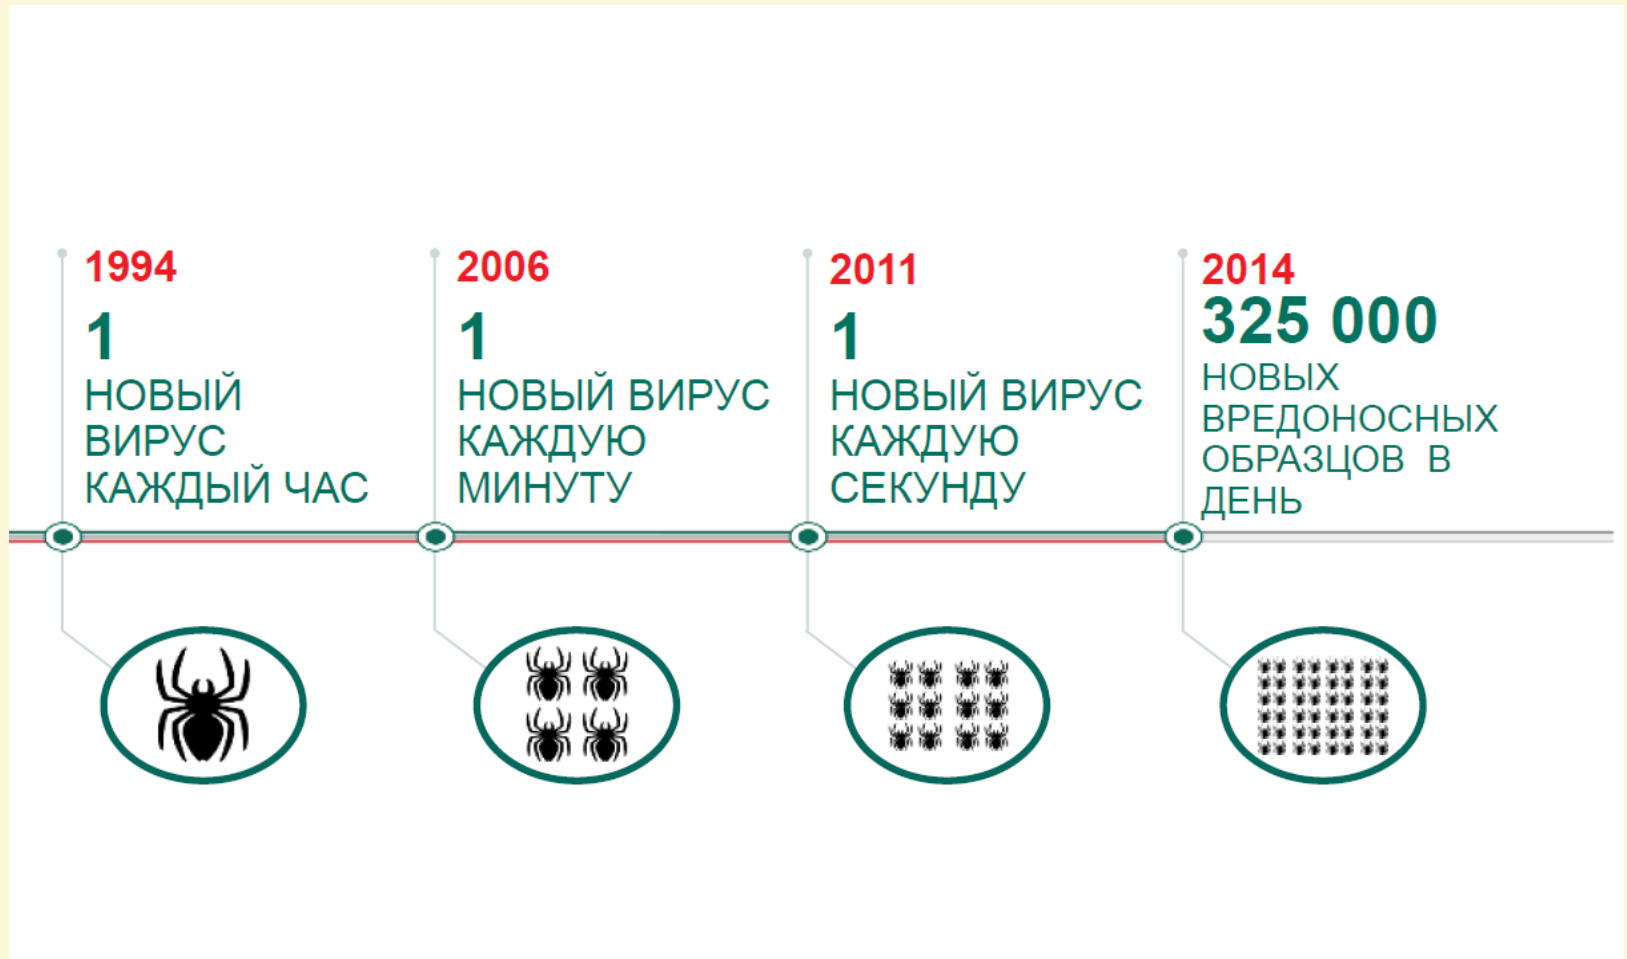 1994
1
НОВЫЙ
ВИРУС
КАЖДЫЙ ЧАС
2006
1
НОВЫЙ ВИРУС
КАЖДУЮ
МИНУТУ
2011
1
НОВЫЙ ВИРУС
КАЖДУЮ
СЕКУНДУ
2014
325 000
НОВЫХ
ВРЕДОНОСНЫХ
ОБРАЗЦОВ В
ДЕНЬ